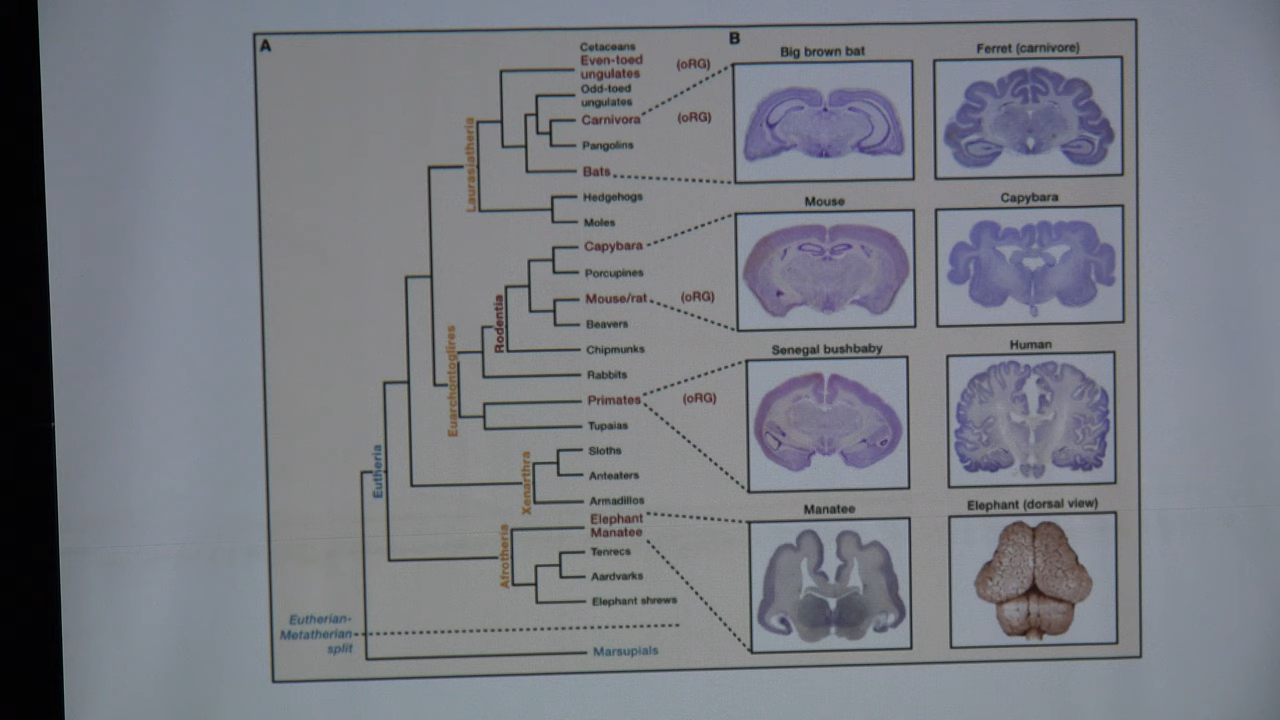 A
Cetaceans
Even-toed
ungulates
(oRG)
Odd-toed
ungulates
Carnivora
(oRG)
Pangolins
Bats
Hedgehogs
Moles
Capybara
Porcupines
Mouse/rat
(oRG)
Beavers
Chipmunks
Rabbits
Primates
(oRG)
Tupaias
Sloths
Anteaters
Armadillos
Elephant
Manatee
Tenrecs
Aardvarks
Elephant shrews
Marsupials
Laurasiatheria
Rodentia
Euarchontoglires
Eutheria
Xenarthra
Afrotheria
Eutherian-
Metatherian
split
B
Big brown bat
Ferret (carnivore)
Mouse
Capybara
Senegal bushbaby
Human
Manatee
Elephant (dorsal view)